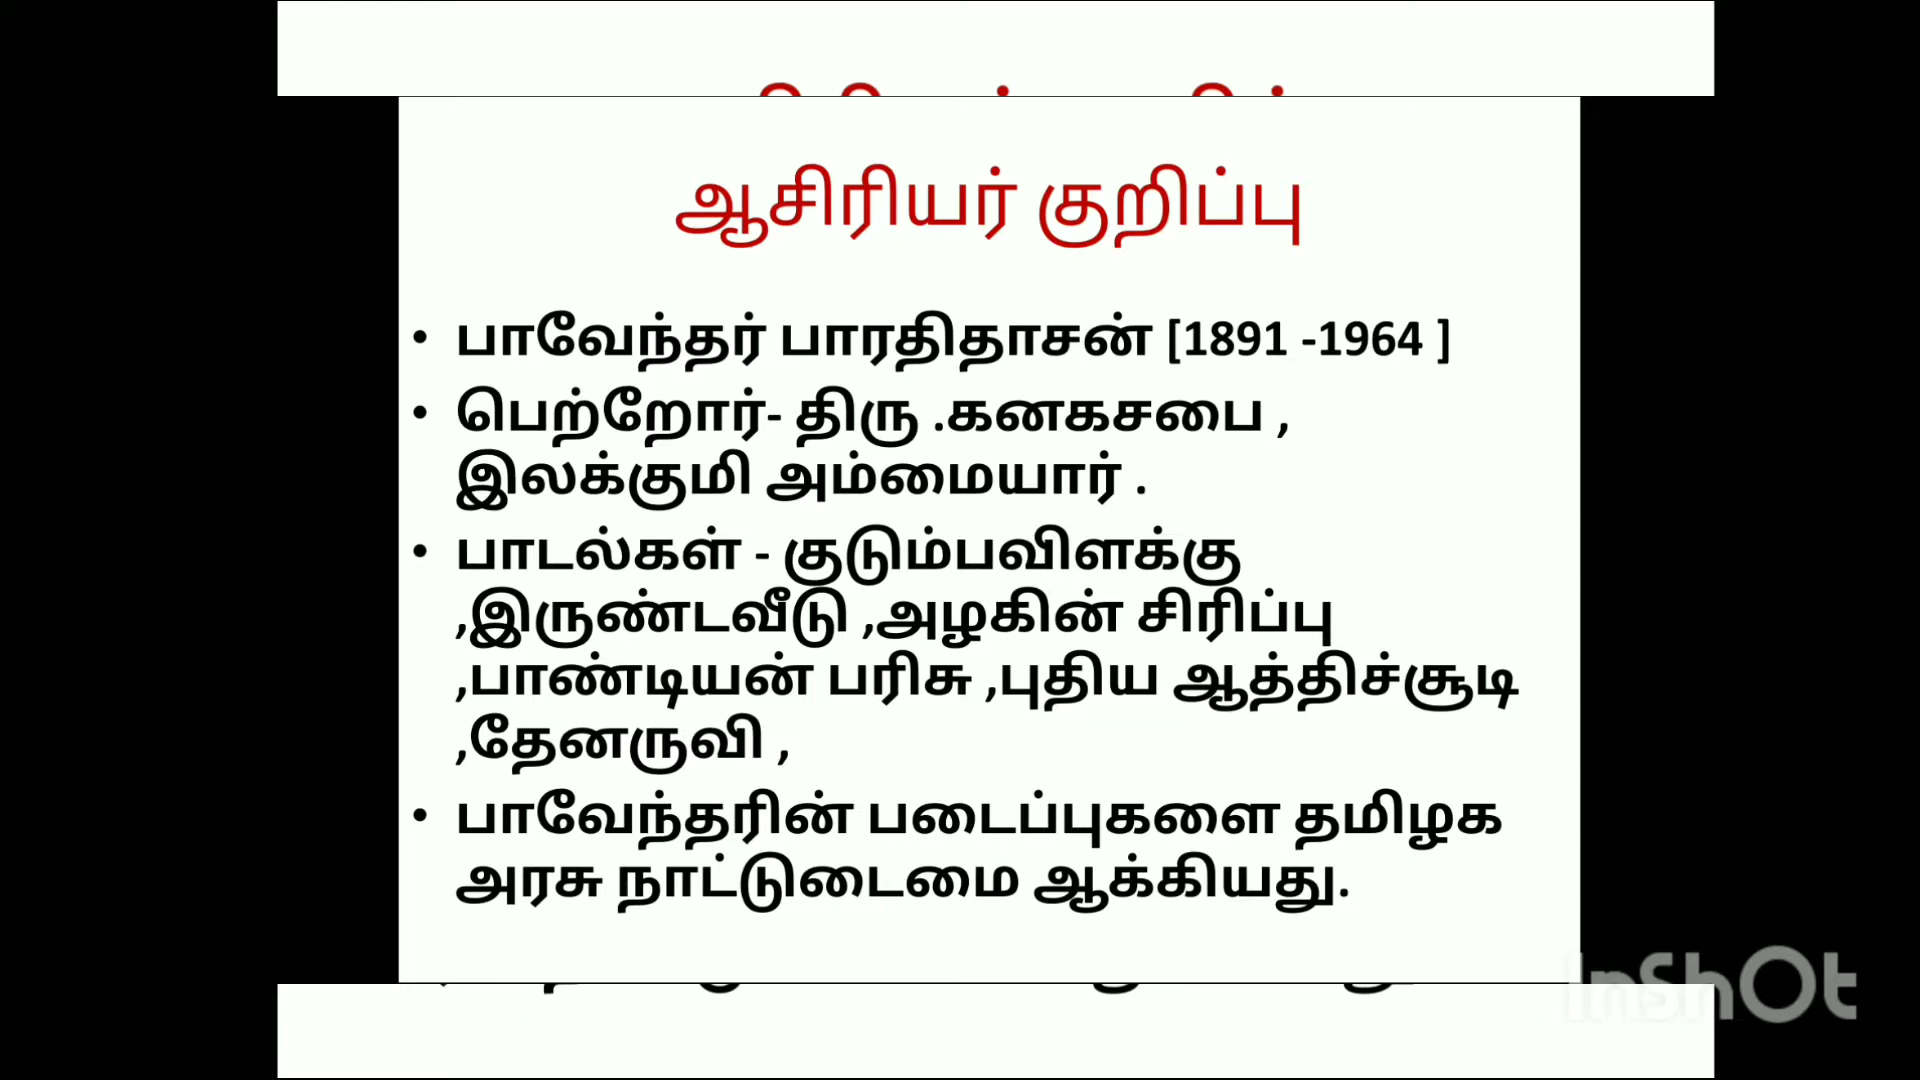 ஆசிரியர் குறிப்பு
• பாவேந்தர் பாரதிதாசன் [1891 -1964 ]
• பெற்றோர்- திரு .கனகசபை ,
இலக்குமி அம்மையார் .
• பாடல்கள் - குடும்பவிளக்கு
,இருண்டவீடு ,அழகின் சிரிப்பு
,பாண்டியன் பரிசு ,புதிய ஆத்திச்சூடி
,தேனருவி ,
• பாவேந்தரின் படைப்புகளை தமிழக
அரசு நாட்டுடைமை ஆக்கியது.
InShOt